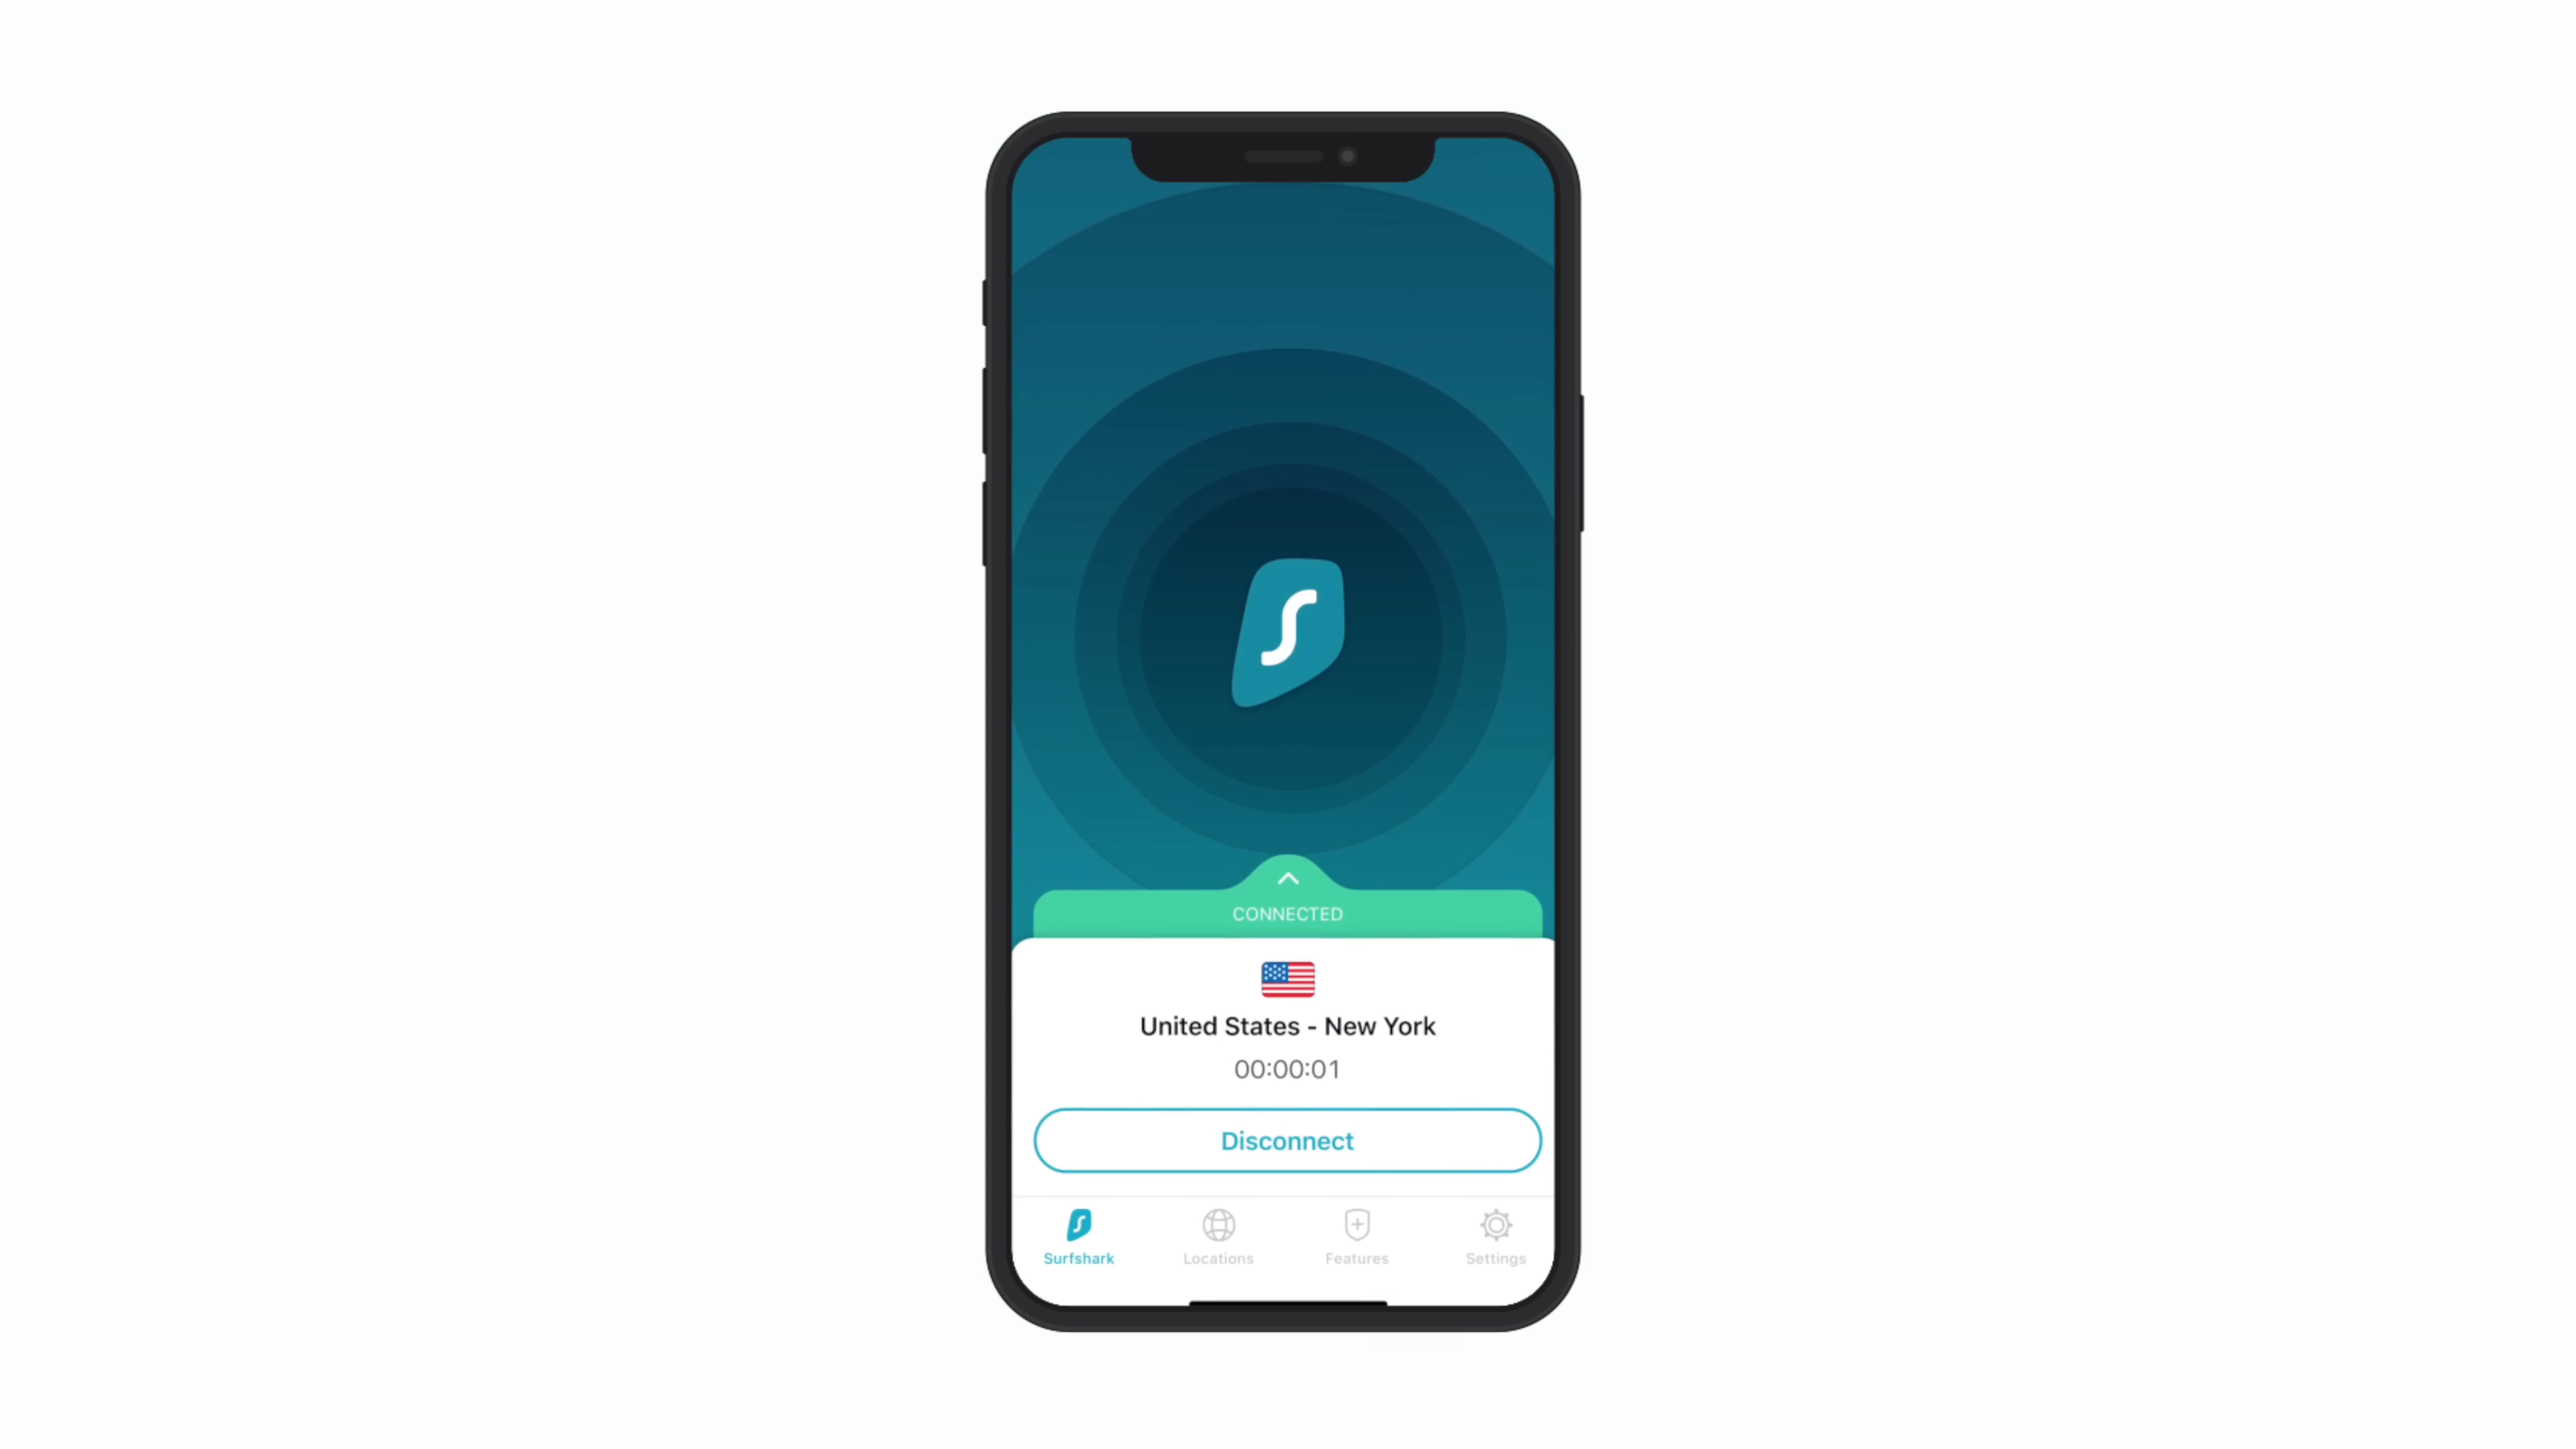 CONNECTED
United States - New York
00:00:01
Disconnect
Surfshark Locations Features Settings